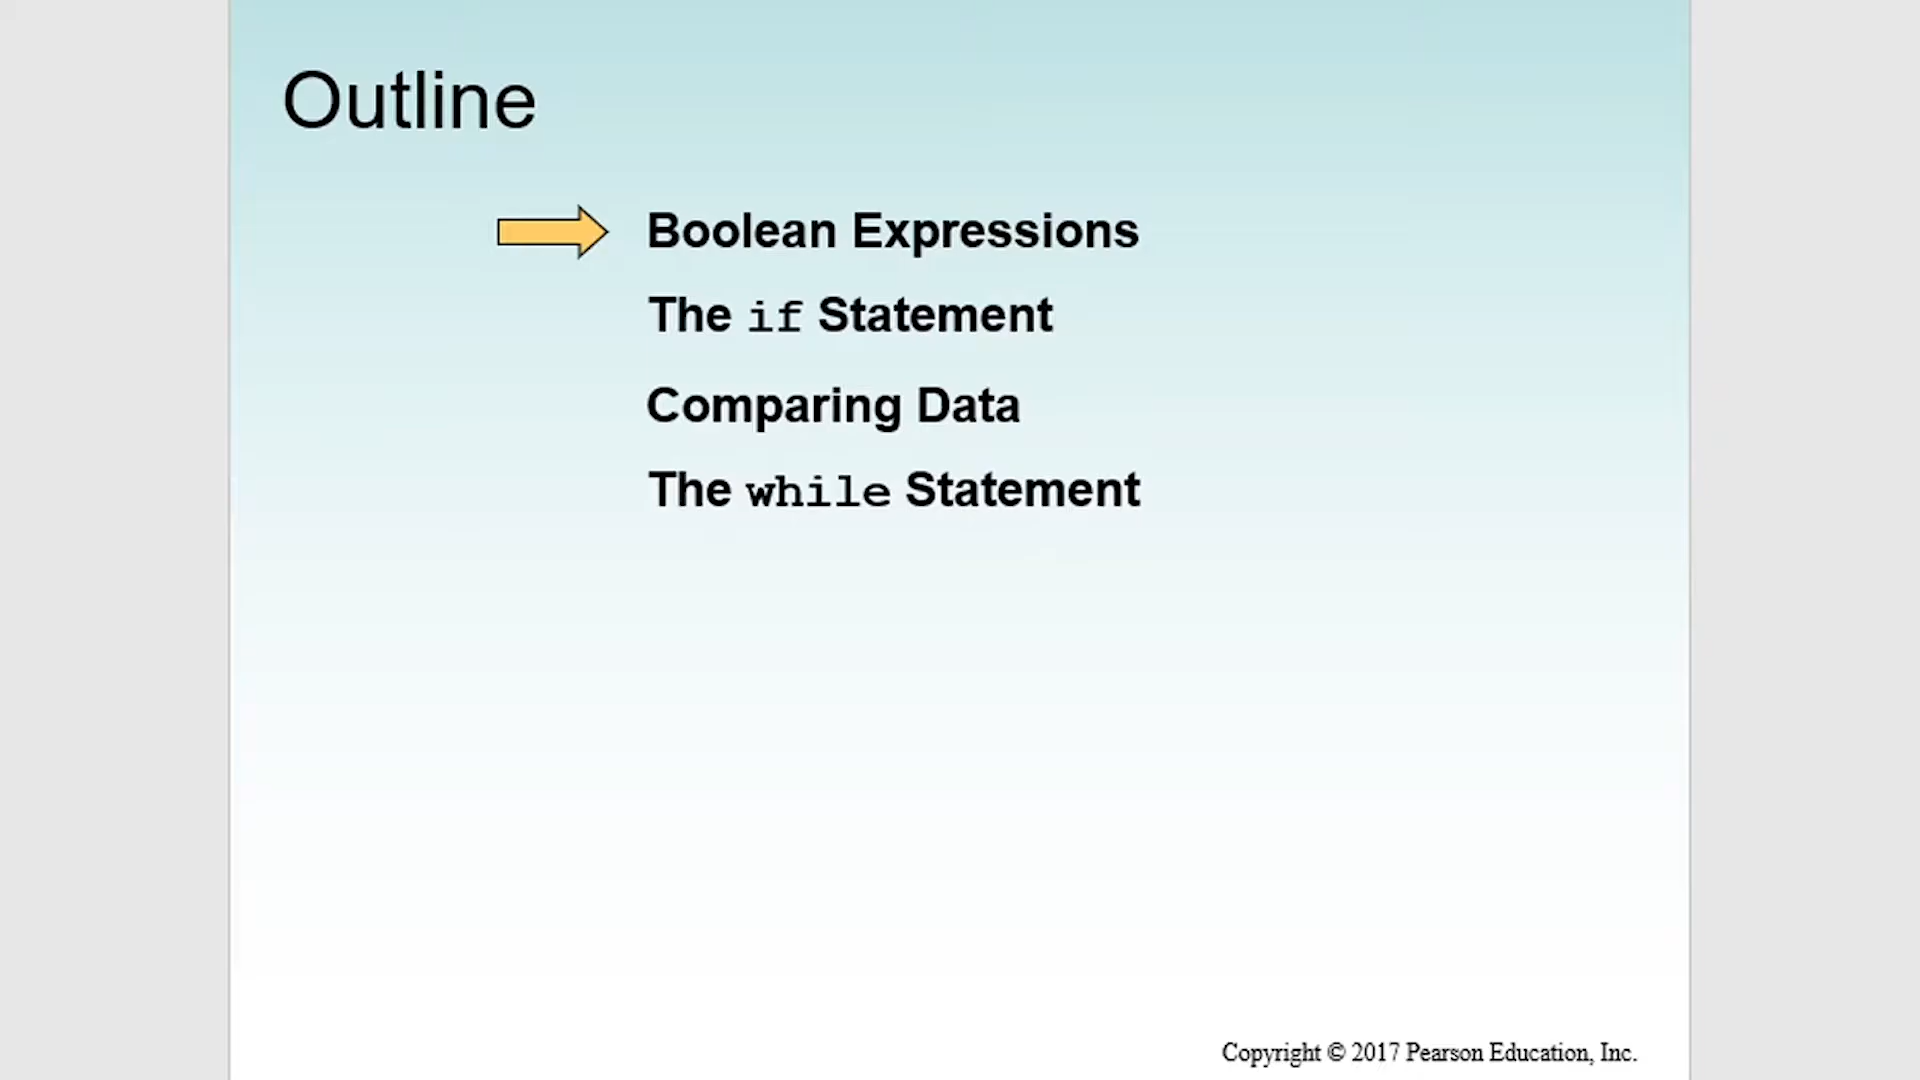 Outline
Boolean Expressions
The if Statement
Comparing Data
The while Statement
Copyright © 2017 Pearson Education, Inc.